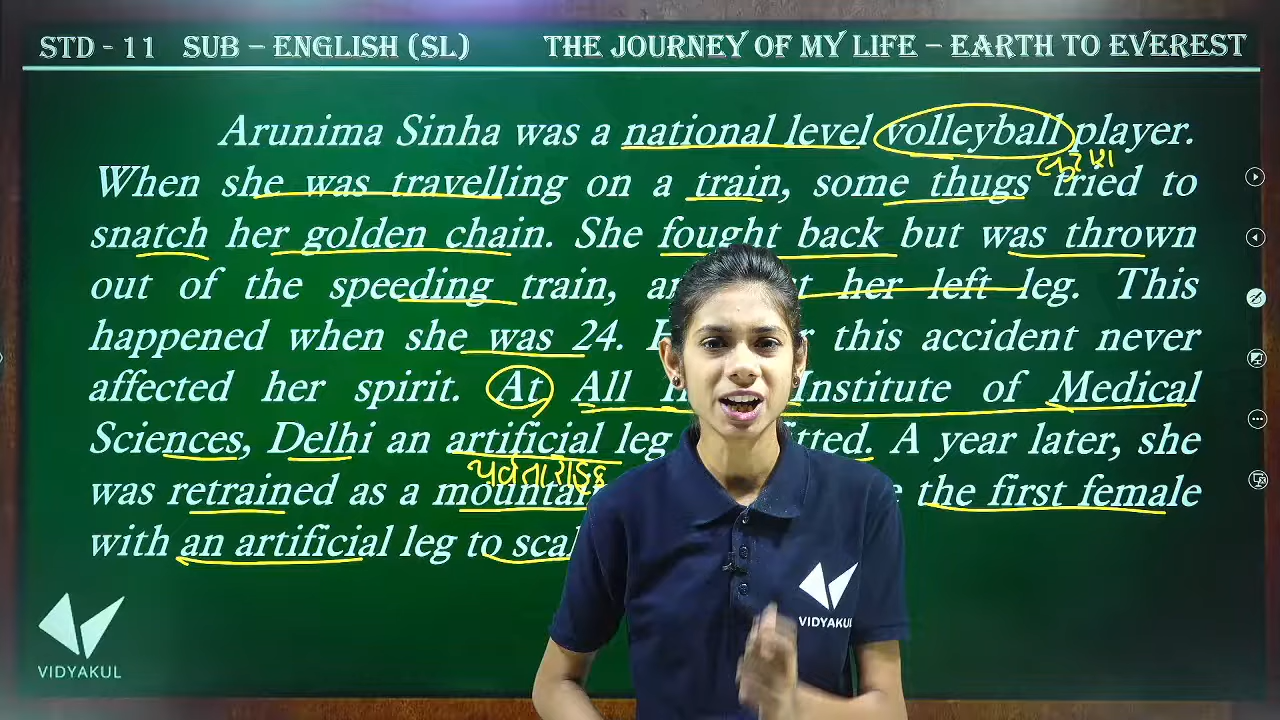 STD - 11 SUB – ENGLISH (SL) THE JOURNEY OF MY LIFE – EARTH TO EVEREST
Arunima Sinha was a national level volleyball player.
લૂટેરા
When she was travelling on a train, some thugs tried to
snatch her golden chain. She fought back but was thrown
out of the speeding train, her left leg. This
happened when she was 24. this accident never
affected her spirit. At All Institute of Medical
Sciences, Delhi an artificial leg A year later, she
પર્વતારોહક
was retrained as a the first female
with an artificial leg to
VIDYAKUL
VIDYAKUL